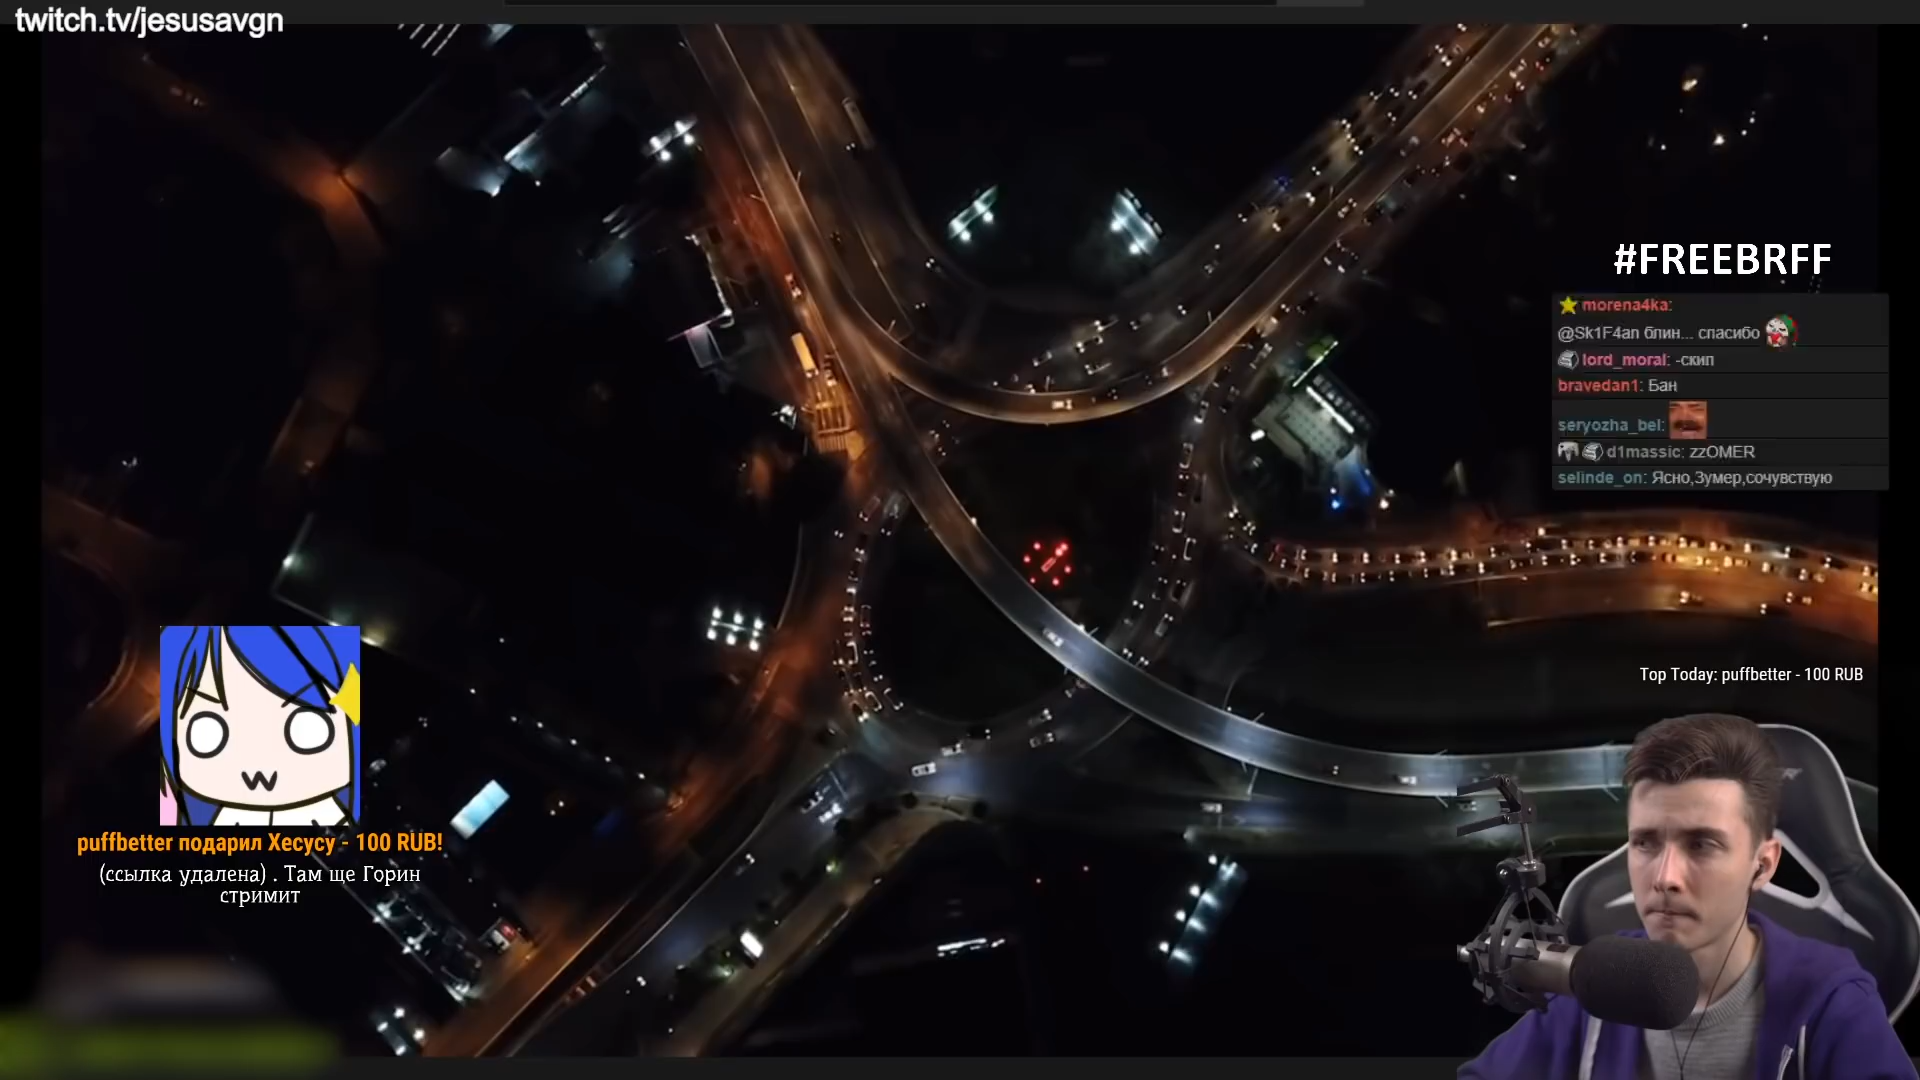 twitch.tv/jesusavgn
#FREEBRFF
morena4ka:
@Sk1F4an блин... спасибо
lord_moral: -скип
bravedan1: Бан
seryozha_bel:
d1massic: zzOMER
selinde_on: Ясно,Зумер,сочувствую
Top Today: puffbetter - 100 RUB
puffbetter подарил Хесусу - 100 RUB!
(ссылка удалена) . Там ще Горин
стримит